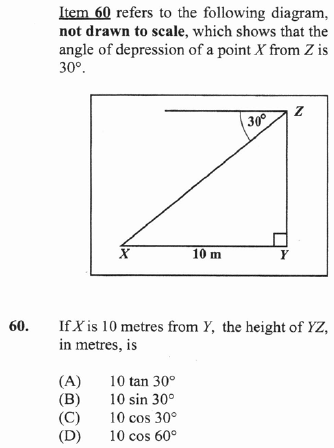 Item 60 refers to the following diagram,
not drawn to scale, which shows that the
angle of depression of a point X from Z is
30°.
Z
30°
X 10 m Y
60. If X is 10 metres from Y, the height of YZ,
in metres, is
(A) 10 tan 30°
(B) 10 sin 30°
(C) 10 cos 30°
(D) 10 cos 60°